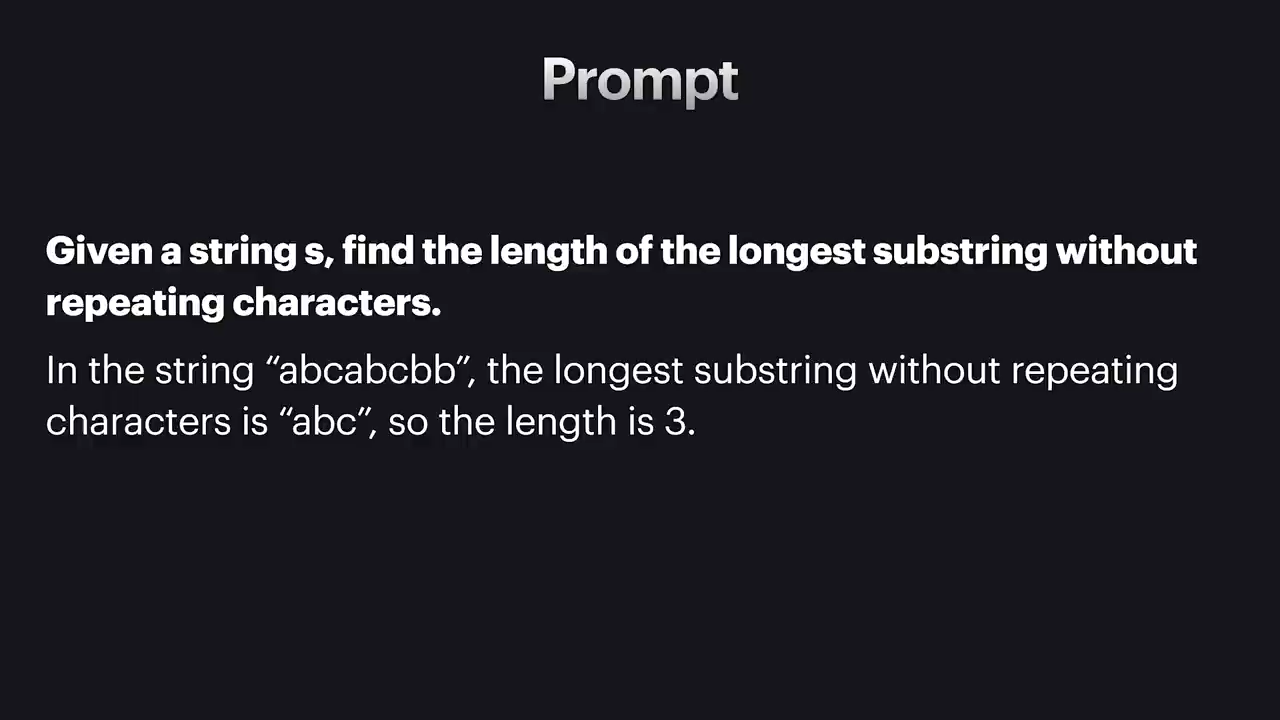 Prompt
Given a string s, find the length of the longest substring without
repeating characters.
In the string “abcabcbb”, the longest substring without repeating
characters is “abc”, so the length is 3.